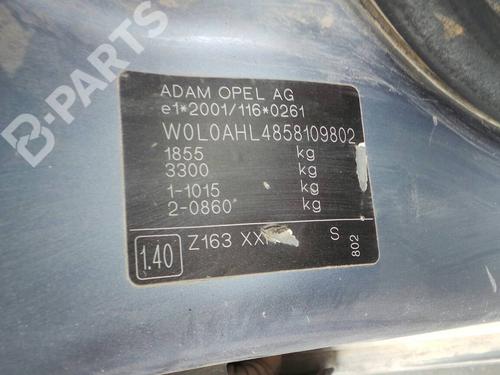 B-PARTS
ADAM OPEL AG
e1*2001/116*0261
W0L0AHL4858109802
1855 kg
3300 kg
1-1015 kg
2-0860 kg
1.40 Z163 S
802